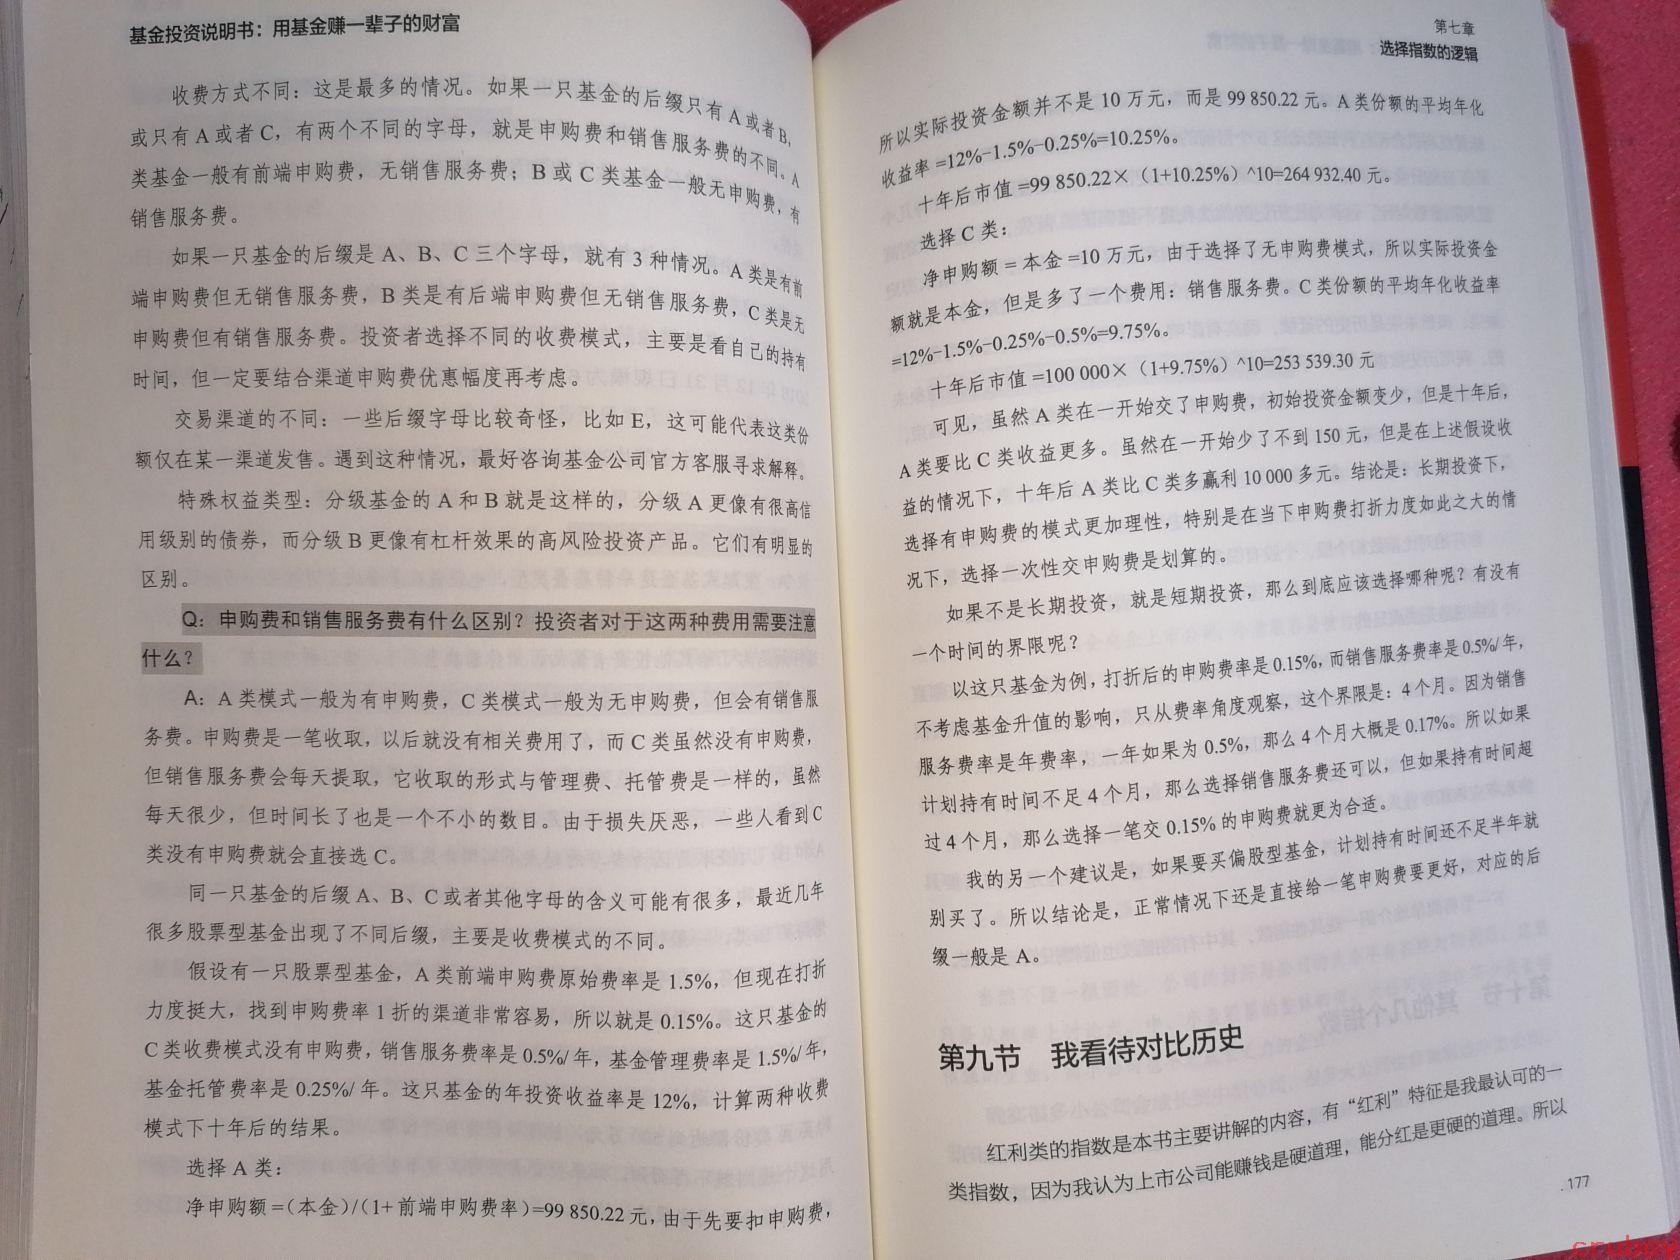 基金投资说明书：用基金赚一辈子的财富
收费方式不同：这是最多的情况。如果一只基金的后缀只有 A 或者 B，
或只有 A 或者 C，有两个不同的字母，就是申购费和销售服务费的不同。A
类基金一般有前端申购费，无销售服务费；B 或 C 类基金一般无申购费，有
销售服务费。
如果一只基金的后缀是 A、B、C 三个字母，就有 3 种情况。A 类是有前
端申购费但无销售服务费，B 类是有后端申购费但无销售服务费，C 类是无
申购费但有销售服务费。投资者选择不同的收费模式，主要是看自己的持有
时间，但一定要结合渠道申购费优惠幅度再考虑。
交易渠道的不同：一些后缀字母比较奇怪，比如 E，这可能代表这类份
额仅在某一渠道发售。遇到这种情况，最好咨询基金公司官方客服寻求解释。
特殊权益类型：分级基金的 A 和 B 就是这样的，分级 A 更像有很高信
用级别的债券，而分级 B 更像有杠杆效果的高风险投资产品。它们有明显的
区别。
Q：申购费和销售服务费有什么区别？投资者对于这两种费用需要注意
什么？
A：A 类模式一般为有申购费，C 类模式一般为无申购费，但会有销售服
务费。申购费是一笔收取，以后就没有相关费用了，而 C 类虽然没有申购费，
但销售服务费会每天提取，它收取的形式与管理费、托管费是一样的，虽然
每天很少，但时间长了也是一个不小的数目。由于损失厌恶，一些人看到 C
类没有申购费就会直接选 C。
同一只基金的后缀 A、B、C 或者其他字母的含义可能有很多，最近几年
很多股票型基金出现了不同后缀，主要是收费模式的不同。
假设有一只股票型基金，A 类前端申购费原始费率是 1.5%，但现在打折
力度挺大，找到申购费率 1 折的渠道非常容易，所以就是 0.15%。这只基金的
C 类收费模式没有申购费，销售服务费率是 0.5%/ 年，基金管理费率是 1.5%/ 年，
基金托管费率是 0.25%/ 年。这只基金的年投资收益率是 12%，计算两种收费
模式下十年后的结果。
选择 A 类：
净申购额 =（本金）/（1+ 前端申购费率）=99 850.22 元，由于先要扣申购费，
第七章
选择指数的逻辑
所以实际投资金额并不是 10 万元，而是 99 850.22 元。A 类份额的平均年化
收益率 =12%-1.5%-0.25%=10.25%。
十年后市值 =99 850.22×（1+10.25%）^10=264 932.40 元。
选择 C 类：
净申购额 = 本金 =10 万元，由于选择了无申购费模式，所以实际投资金
额就是本金，但是多了一个费用：销售服务费。C 类份额的平均年化收益率
=12%-1.5%-0.25%-0.5%=9.75%。
十年后市值 =100 000×（1+9.75%）^10=253 539.30 元
可见，虽然 A 类在一开始交了申购费，初始投资金额变少，但是十年后，
A 类要比 C 类收益更多。虽然在一开始少了不到 150 元，但是在上述假设收
益的情况下，十年后 A 类比 C 类多赢利 10 000 多元。结论是：长期投资下，
选择有申购费的模式更加理性，特别是在当下申购费打折力度如此之大的情
况下，选择一次性交申购费是划算的。
如果不是长期投资，就是短期投资，那么到底应该选择哪种呢？有没有
一个时间的界限呢？
以这只基金为例，打折后的申购费率是 0.15%，而销售服务费率是 0.5%/ 年，
不考虑基金升值的影响，只从费率角度观察，这个界限是：4 个月。因为销售
服务费率是年费率，一年如果为 0.5%，那么 4 个月大概是 0.17%。所以如果
计划持有时间不足 4 个月，那么选择销售服务费还可以，但如果持有时间超
过 4 个月，那么选择一笔交 0.15% 的申购费就更为合适。
我的另一个建议是，如果要买偏股型基金，计划持有时间还不足半年就
别买了。所以结论是，正常情况下还是直接给一笔申购费要更好，对应的后
缀一般是 A。
第九节 我看待对比历史
红利类的指数是本书主要讲解的内容，有“红利”特征是我最认可的一
类指数，因为我认为上市公司能赚钱是硬道理，能分红是更硬的道理。所以
177